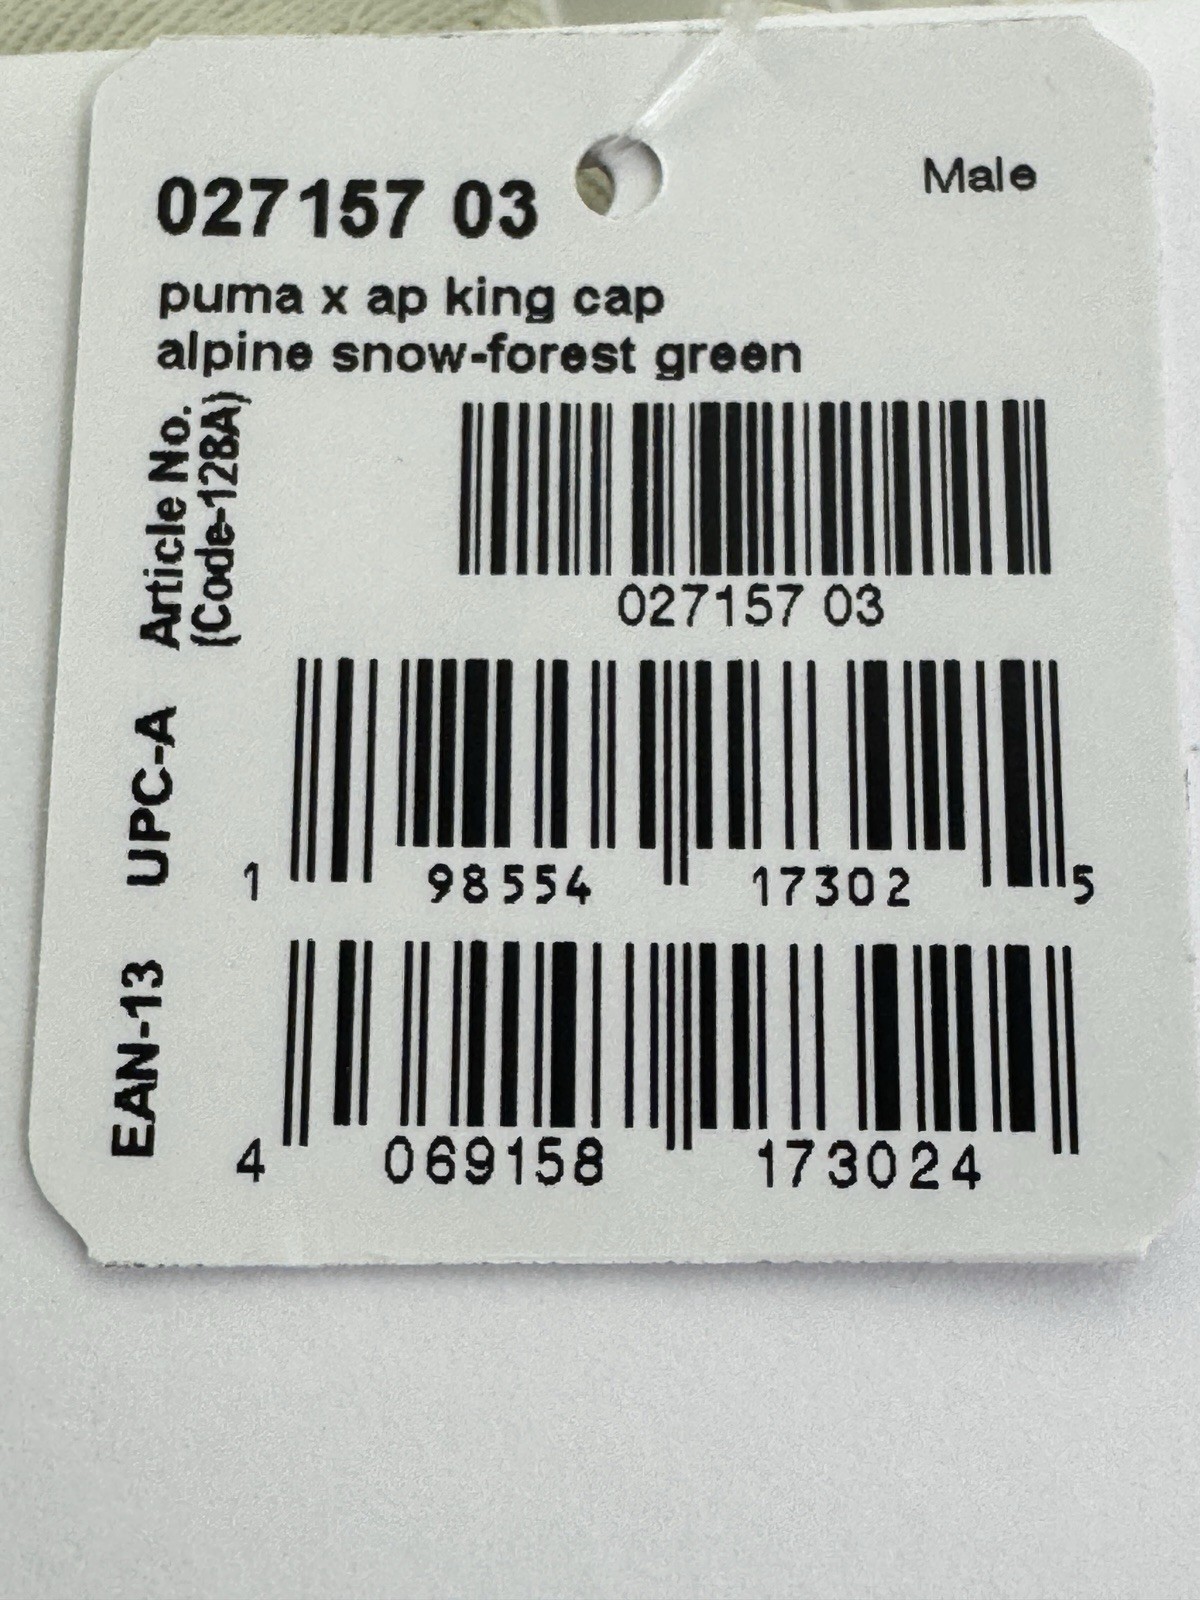 027157 03
Male
puma x ap king cap
alpine snow-forest green
Article No.
(Code-128A)
027157 03
UPC-A
1 98554 17302 5
EAN-13
4 069158 173024